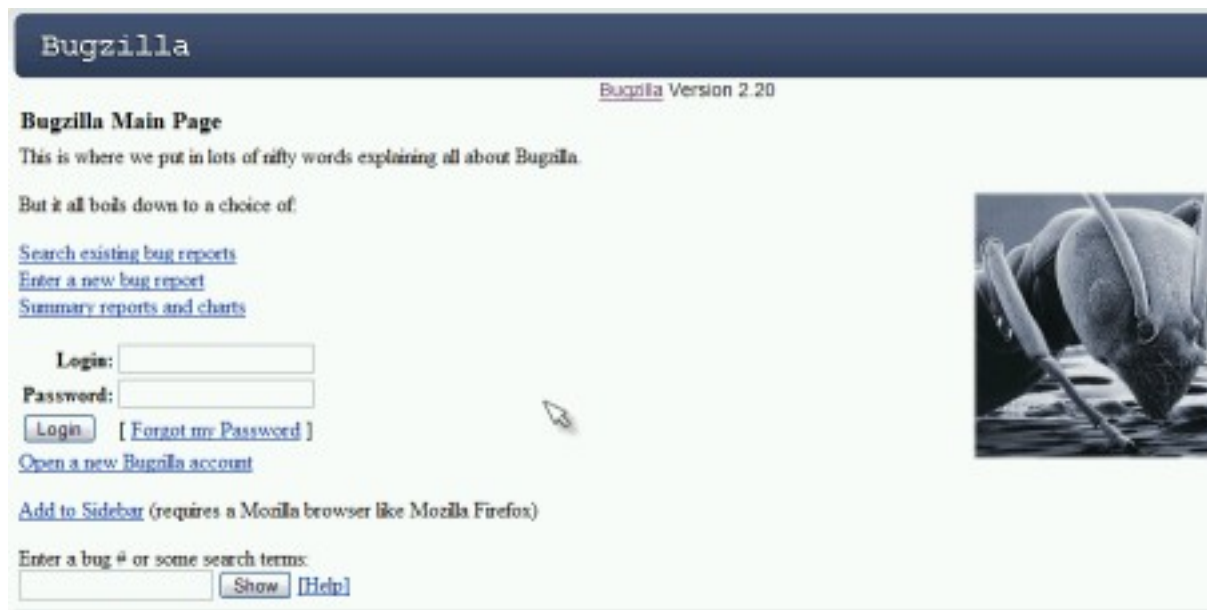 Bugzilla
Bugzilla Version 2.20
Bugzilla Main Page
This is where we put in lots of nifty words explaining all about Bugzilla.
But it all boils down to a choice of:
Search existing bug reports
Enter a new bug report
Summary reports and charts
Login:
Password:
Login [ Forgot my Password ]
Open a new Bugzilla account
Add to Sidebar (requires a Mozilla browser like Mozilla Firefox)
Enter a bug # or some search terms:
Show [Help]